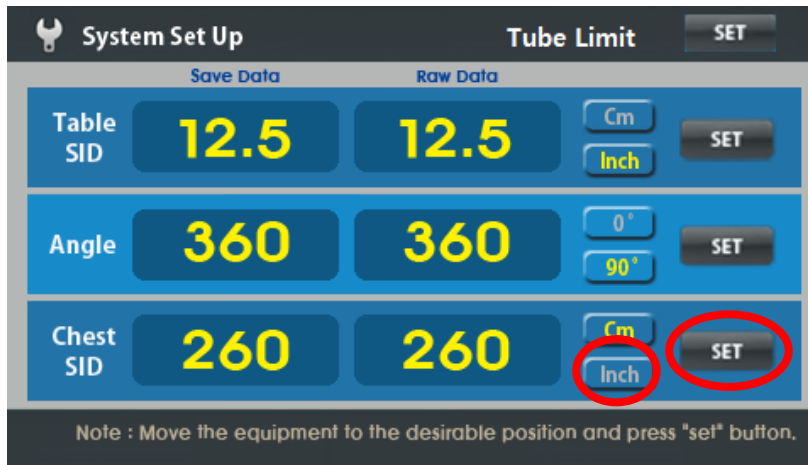 System Set Up Tube Limit SET
Save Data Raw Data
Table SID 12.5 12.5 Cm Inch SET
Angle 360 360 0° 90° SET
Chest SID 260 260 Cm Inch SET
Note : Move the equipment to the desirable position and press "set" button.